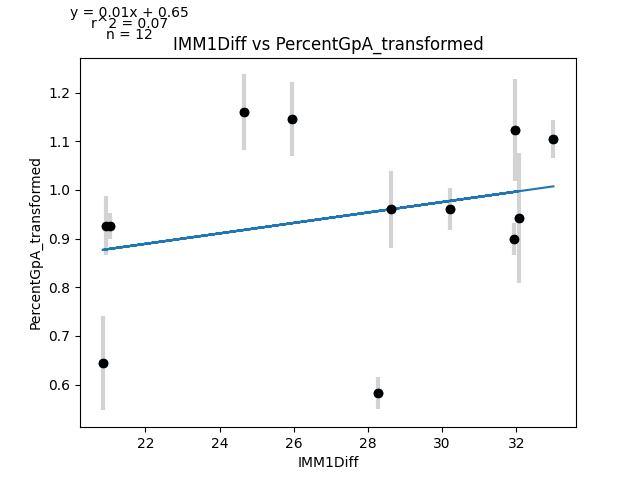 y = 0.01x + 0.65
r^2 = 0.07
n = 12
IMM1Diff vs PercentGpA_transformed
PercentGpA_transformed
1.2
1.1
1.0
0.9
0.8
0.7
0.6
22 24 26 28 30 32
IMM1Diff